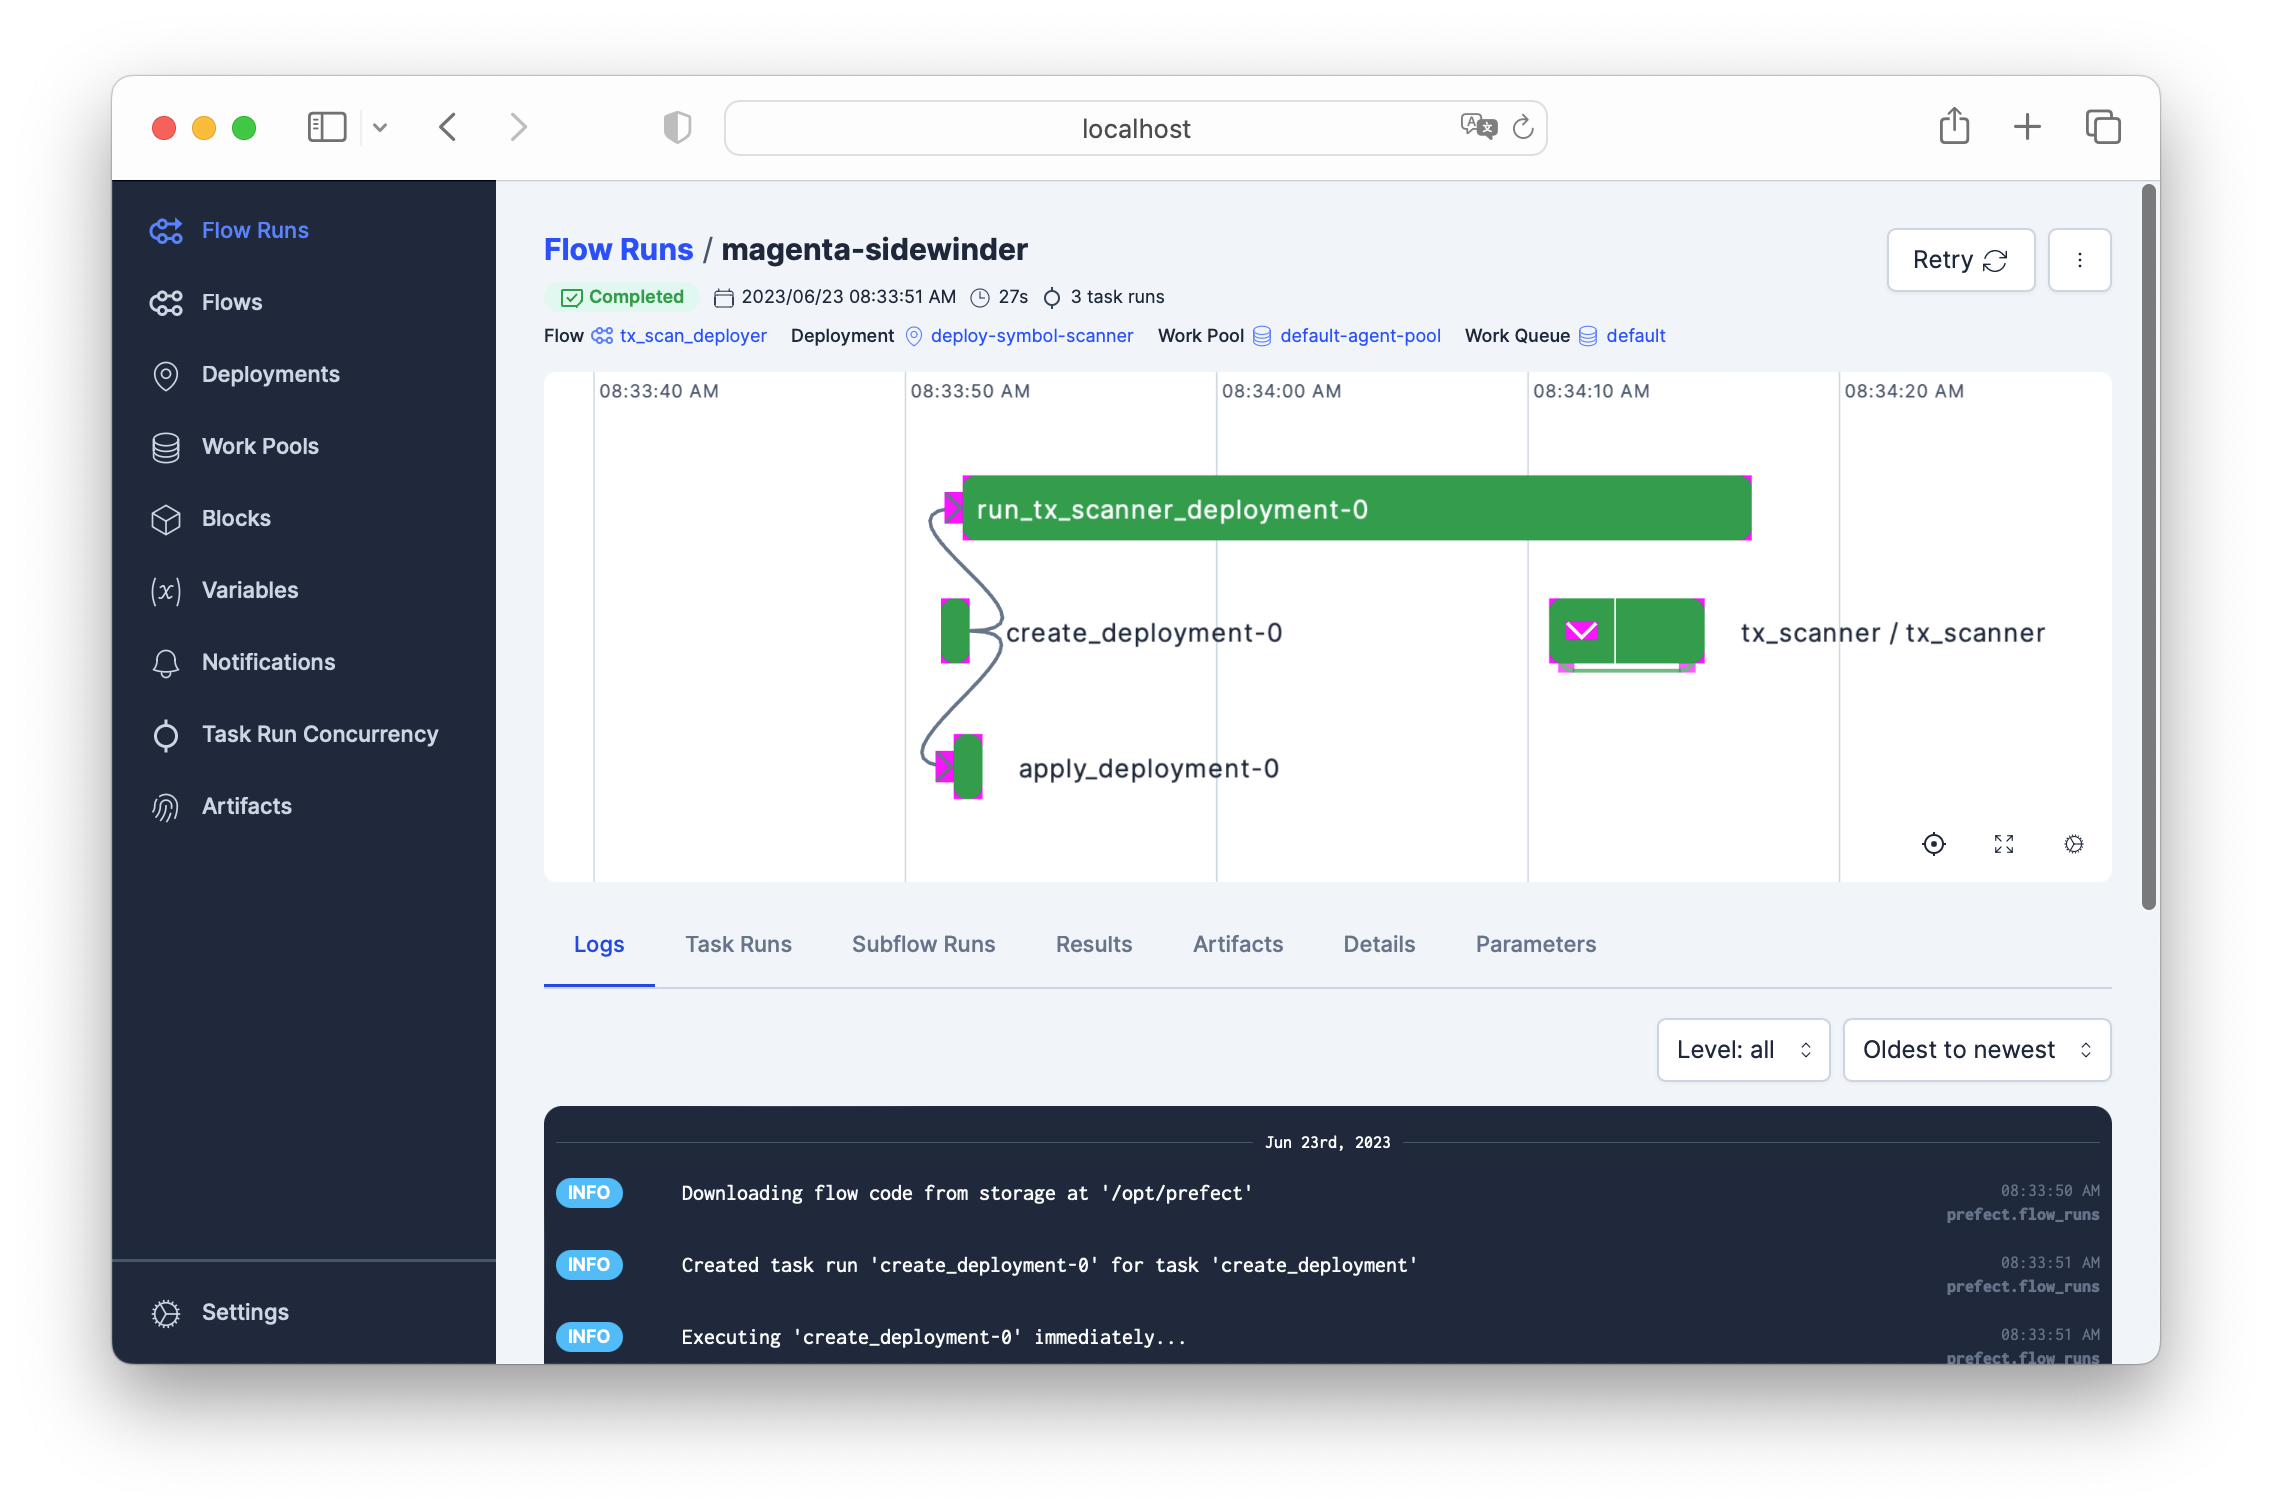 localhost
Flow Runs
Flows
Deployments
Work Pools
Blocks
Variables
Notifications
Task Run Concurrency
Artifacts
Settings
Flow Runs / magenta-sidewinder
Retry
Completed 2023/06/23 08:33:51 AM 27s 3 task runs
Flow tx_scan_deployer Deployment deploy-symbol-scanner Work Pool default-agent-pool Work Queue default
08:33:40 AM 08:33:50 AM 08:34:00 AM 08:34:10 AM 08:34:20 AM
run_tx_scanner_deployment-0
create_deployment-0 tx_scanner / tx_scanner
apply_deployment-0
Logs Task Runs Subflow Runs Results Artifacts Details Parameters
Level: all Oldest to newest
Jun 23rd, 2023
INFO Downloading flow code from storage at '/opt/prefect' 08:33:50 AM
prefect.flow_runs
INFO Created task run 'create_deployment-0' for task 'create_deployment' 08:33:51 AM
prefect.flow_runs
INFO Executing 'create_deployment-0' immediately... 08:33:51 AM
prefect.flow_runs